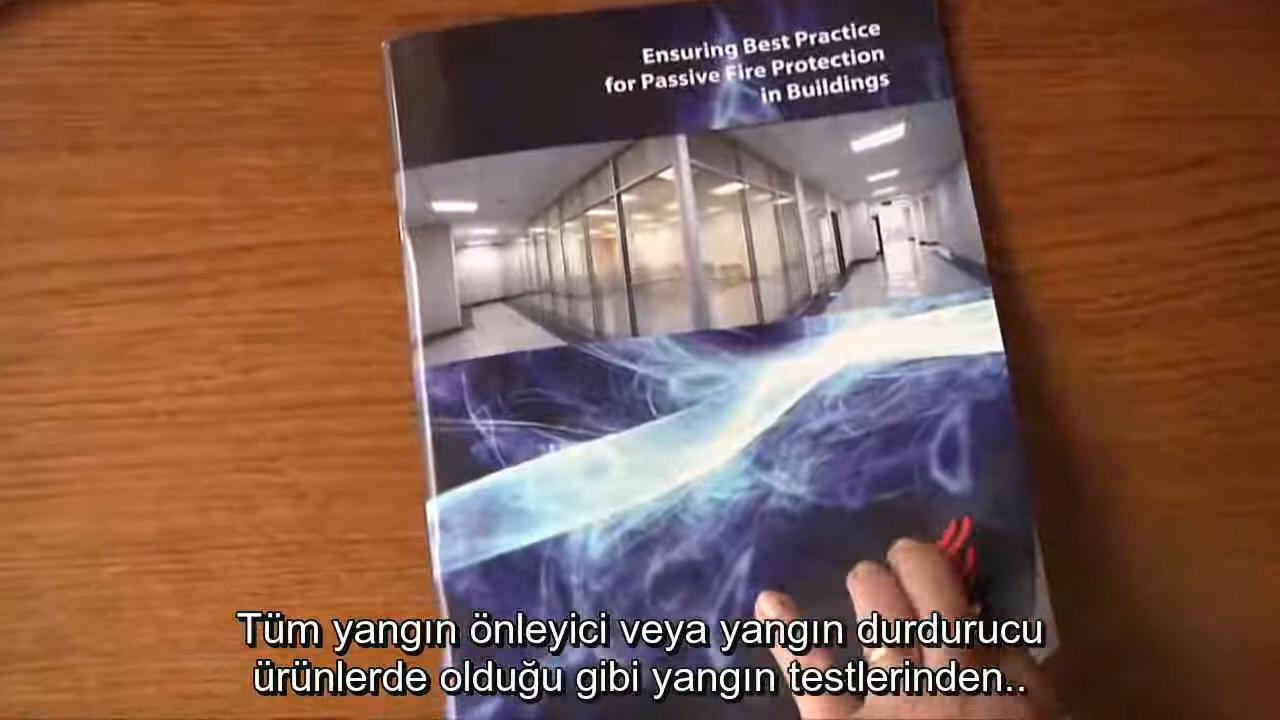 Ensuring Best Practice
for Passive Fire Protection
in Buildings
Tüm yangın önleyici veya yangın durdurucu
ürünlerde olduğu gibi yangın testlerinden..